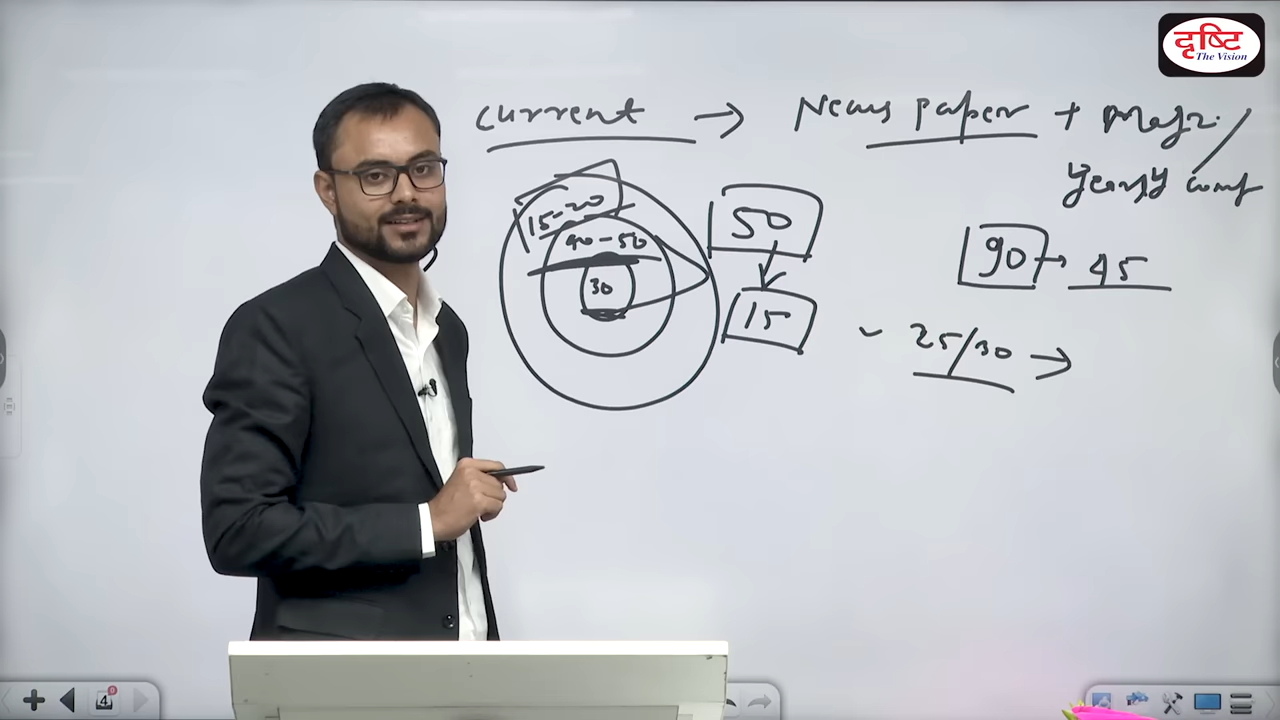 दृष्टि
The Vision
current → News paper + Magz. /
Yearly comp
15-20
40-50
30
50
15
90 → 45
25/30 →
4